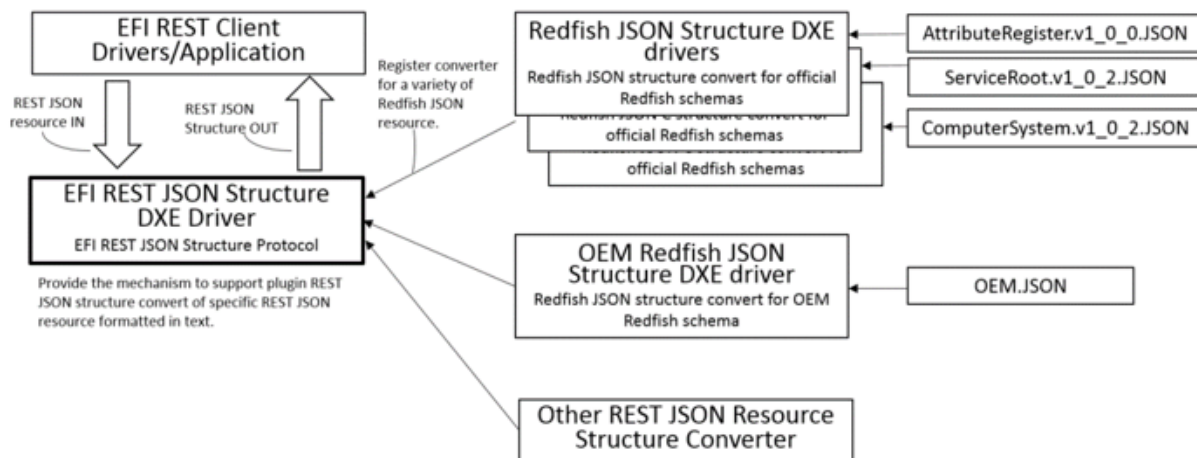 EFI REST Client
Drivers/Application
REST JSON
resource IN
REST JSON
Structure OUT
Register converter
for a variety of
Redfish JSON
resource.
Redfish JSON Structure DXE
drivers
Redfish JSON structure convert for official
Redfish schemas
official Redfish schemas
official Redfish schemas
AttributeRegister.v1_0_0.JSON
ServiceRoot.v1_0_2.JSON
ComputerSystem.v1_0_2.JSON
EFI REST JSON Structure
DXE Driver
EFI REST JSON Structure Protocol
Provide the mechanism to support plugin REST
JSON structure convert of specific REST JSON
resource formatted in text.
OEM Redfish JSON
Structure DXE driver
Redfish JSON structure convert for OEM
Redfish schema
OEM.JSON
Other REST JSON Resource
Structure Converter